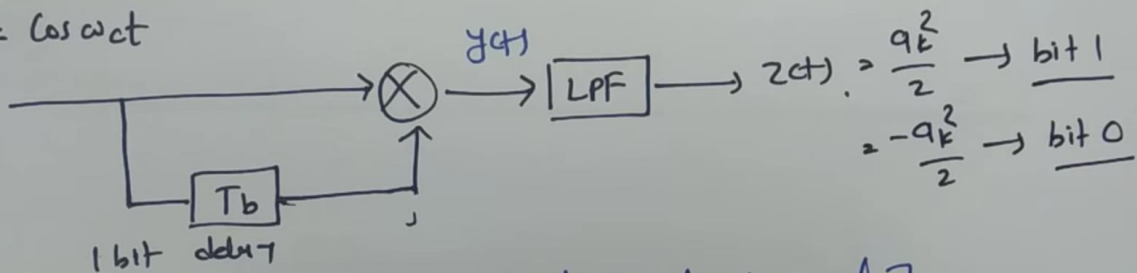 = Cos ωct
y(t)
LPF
z(t) = ak²/2 → bit 1
= -ak²/2 → bit 0
Tb
1 bit delay